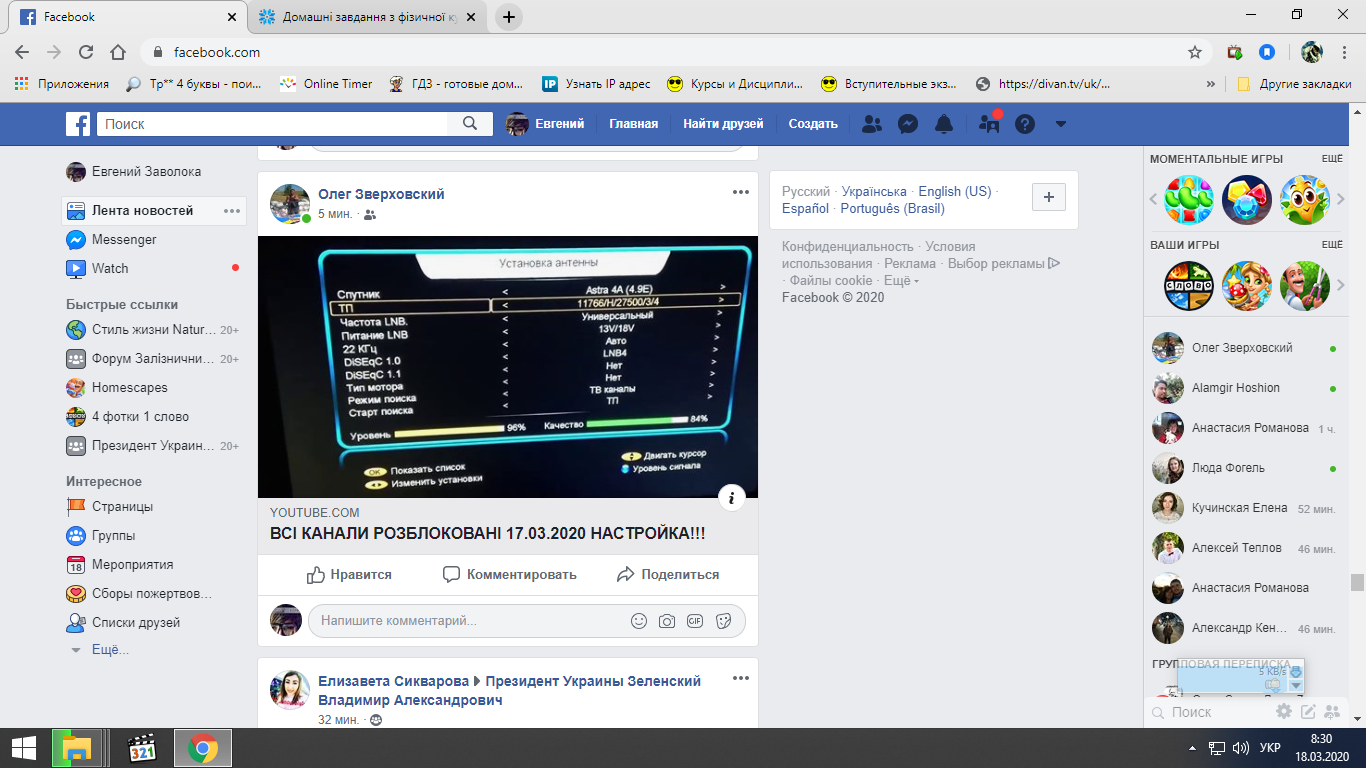 Facebook
Домашні завдання з фізичної к
facebook.com
Приложения
Тр** 4 буквы - пои...
Online Timer
ГДЗ - готовые дом...
IP
Узнать IP адрес
Курсы и Дисципли...
Вступительные экз...
https://divan.tv/uk/...
»
Другие закладки
Поиск
Евгений
Главная
Найти друзей
Создать
Евгений Заволока
Лента новостей
Messenger
Watch
Быстрые ссылки
Стиль жизни Natur... 20+
Форум Залізнични... 20+
Homescapes
4 фотки 1 слово
Президент Украин... 20+
Интересное
Страницы
Группы
18
Мероприятия
Сборы пожертвов...
Списки друзей
Ещё...
Олег Зверховский
5 мин. ·
Установка антенны
Спутник < Astra 4A (4.9E) >
ТП < 11766/H/27500/3/4 >
Частота LNB. < Универсальный >
Питание LNB < 13V/18V >
22 КГц < Авто >
DiSEqC 1.0 < LNB4 >
DiSEqC 1.1 < Нет >
Тип мотора < Нет >
Режим поиска < ТВ каналы >
Старт поиска < ТП >
Уровень 96% Качество 84%
OK Показать список
Двигать курсор
Изменить установки
Уровень сигнала
YOUTUBE.COM
ВСІ КАНАЛИ РОЗБЛОКОВАНІ 17.03.2020 НАСТРОЙКА!!!
Нравится
Комментировать
Поделиться
Напишите комментарий...
GIF
Елизавета Сикварова Президент Украины Зеленский
Владимир Александрович
32 мин. ·
Русский · Українська · English (US) ·
Español · Português (Brasil)
Конфиденциальность · Условия
использования · Реклама · Выбор рекламы
· Файлы cookie · Ещё
Facebook © 2020
МОМЕНТАЛЬНЫЕ ИГРЫ ЕЩЁ
ВАШИ ИГРЫ ЕЩЁ
СЛОВО
Олег Зверховский
Alamgir Hoshion
Анастасия Романова 1 ч.
Люда Фогель
Кучинская Елена 52 мин.
Алексей Теплов 46 мин.
Анастасия Романова
Александр Кен... 46 мин.
ГРУППОВАЯ ПЕРЕПИСКА
5 KB/s
Поиск
321
УКР
8:30
18.03.2020